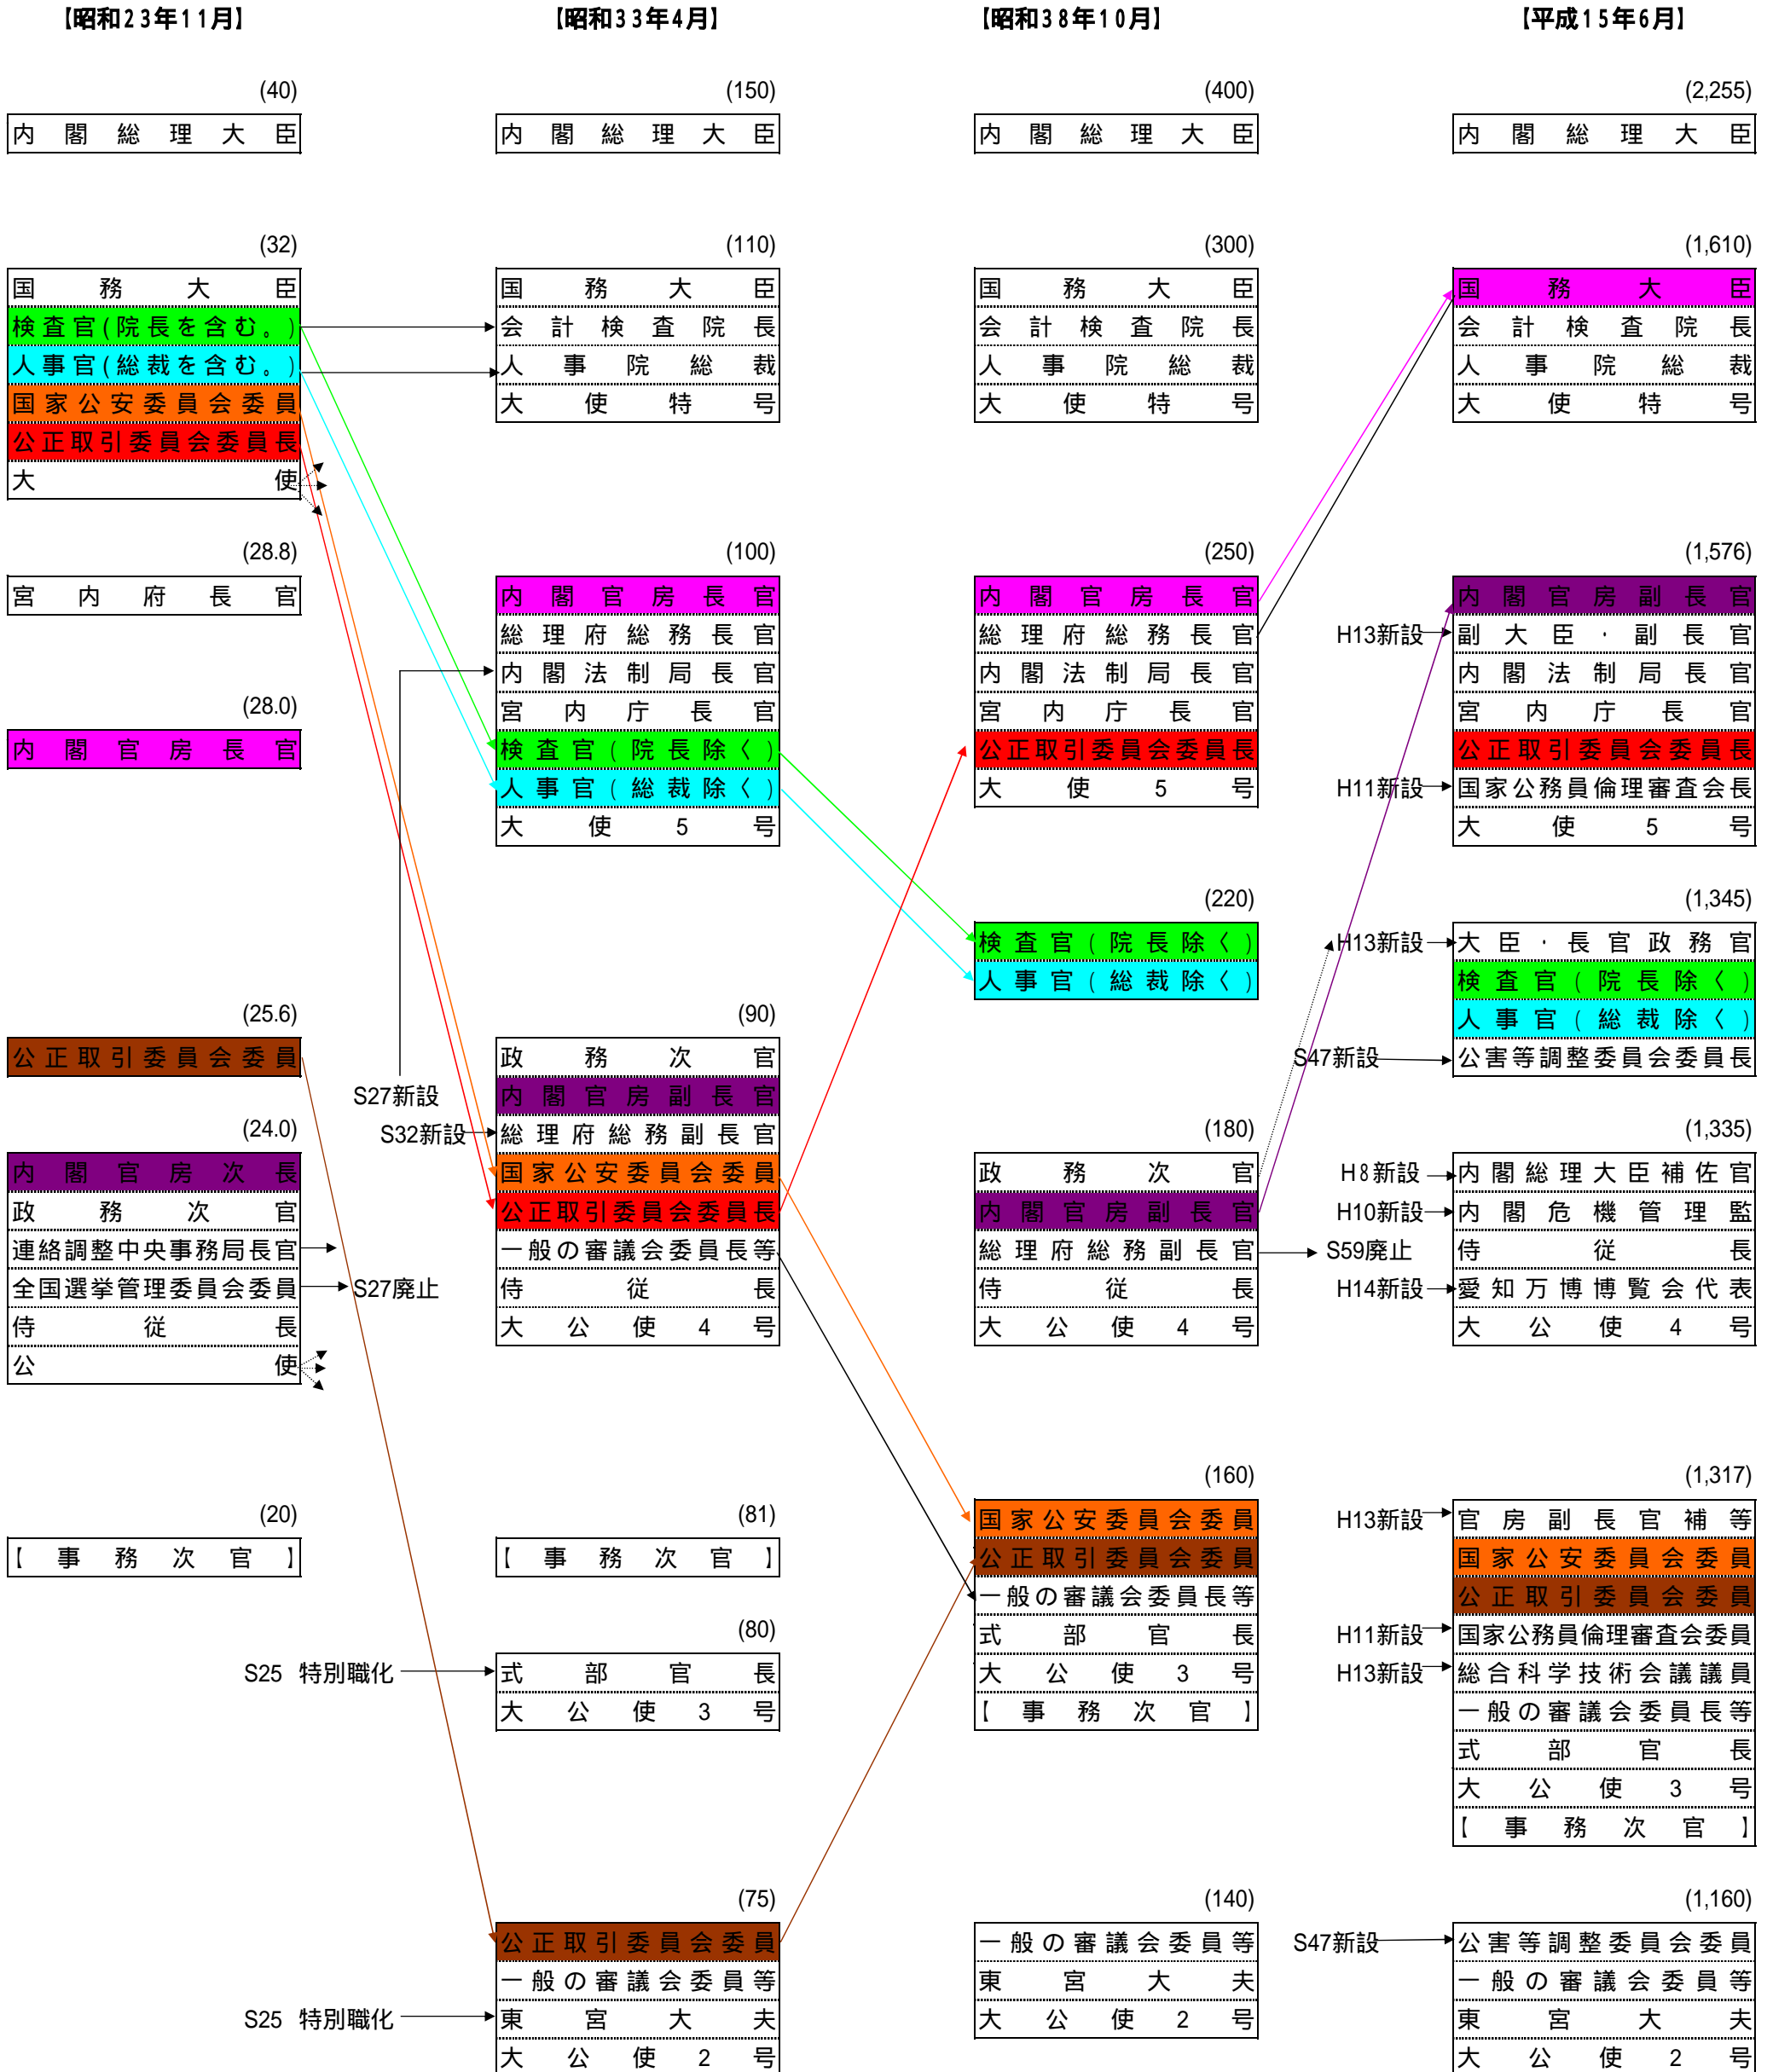 【昭和23年11月】
(40)
内閣総理大臣
(32)
国務大臣
検査官(院長を含む。)
人事官(総裁を含む。)
国家公安委員会委員
公正取引委員会委員長
大使
(28.8)
宮内府長官
(28.0)
内閣官房長官
(25.6)
公正取引委員会委員
(24.0)
内閣官房次長
政務次官
連絡調整中央事務局長官
全国選挙管理委員会委員
S27廃止
侍従長
公使
(20)
【事務次官】
【昭和33年4月】
(150)
内閣総理大臣
(110)
国務大臣
会計検査院長
人事院総裁
大使特号
(100)
内閣官房長官
総理府総務長官
内閣法制局長官
宮内庁長官
検査官(院長除く)
人事官(総裁除く)
大使5号
(90)
政務次官
S27新設
内閣官房副長官
S32新設
総理府総務副長官
国家公安委員会委員
公正取引委員会委員長
一般の審議会委員長等
侍従長
大公使4号
(81)
【事務次官】
(80)
S25 特別職化
式部官長
大公使3号
(75)
公正取引委員会委員
一般の審議会委員等
S25 特別職化
東宮大夫
大公使2号
【昭和38年10月】
(400)
内閣総理大臣
(300)
国務大臣
会計検査院長
人事院総裁
大使特号
(250)
内閣官房長官
総理府総務長官
内閣法制局長官
宮内庁長官
公正取引委員会委員長
大使5号
(220)
検査官(院長除く)
人事官(総裁除く)
(180)
政務次官
内閣官房副長官
総理府総務副長官
S59廃止
侍従長
大公使4号
(160)
国家公安委員会委員
公正取引委員会委員
一般の審議会委員長等
式部官長
大公使3号
【事務次官】
(140)
一般の審議会委員等
東宮大夫
大公使2号
【平成15年6月】
(2,255)
内閣総理大臣
(1,610)
国務大臣
会計検査院長
人事院総裁
大使特号
(1,576)
内閣官房副長官
H13新設
副大臣・副長官
内閣法制局長官
宮内庁長官
公正取引委員会委員長
H11新設
国家公務員倫理審査会長
大使5号
(1,345)
H13新設
大臣・長官政務官
検査官(院長除く)
人事官(総裁除く)
S47新設
公害等調整委員会委員長
(1,335)
H8新設
内閣総理大臣補佐官
H10新設
内閣危機管理監
侍従長
H14新設
愛知万博博覧会代表
大公使4号
(1,317)
H13新設
官房副長官補等
国家公安委員会委員
公正取引委員会委員
H11新設
国家公務員倫理審査会委員
H13新設
総合科学技術会議議員
一般の審議会委員長等
式部官長
大公使3号
【事務次官】
(1,160)
S47新設
公害等調整委員会委員
一般の審議会委員等
東宮大夫
大公使2号